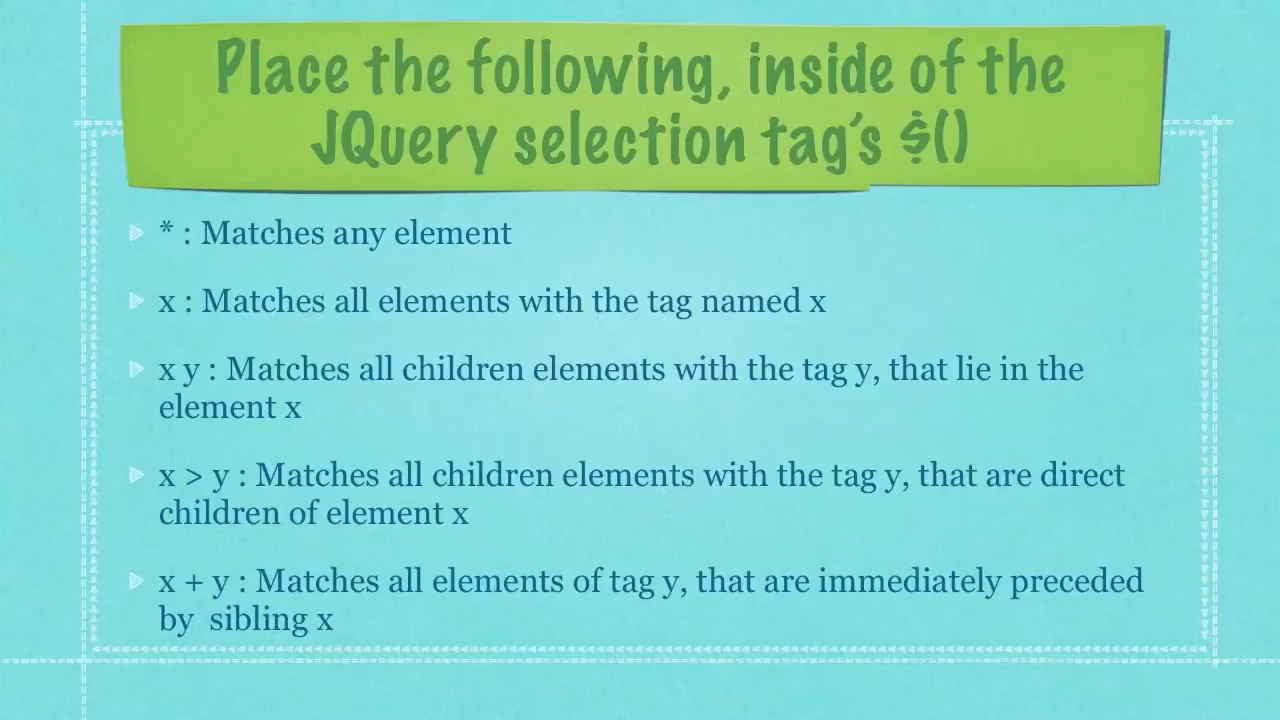 Place the following, inside of the
JQuery selection tag's $()
* : Matches any element
x : Matches all elements with the tag named x
x y : Matches all children elements with the tag y, that lie in the
element x
x > y : Matches all children elements with the tag y, that are direct
children of element x
x + y : Matches all elements of tag y, that are immediately preceded
by  sibling x